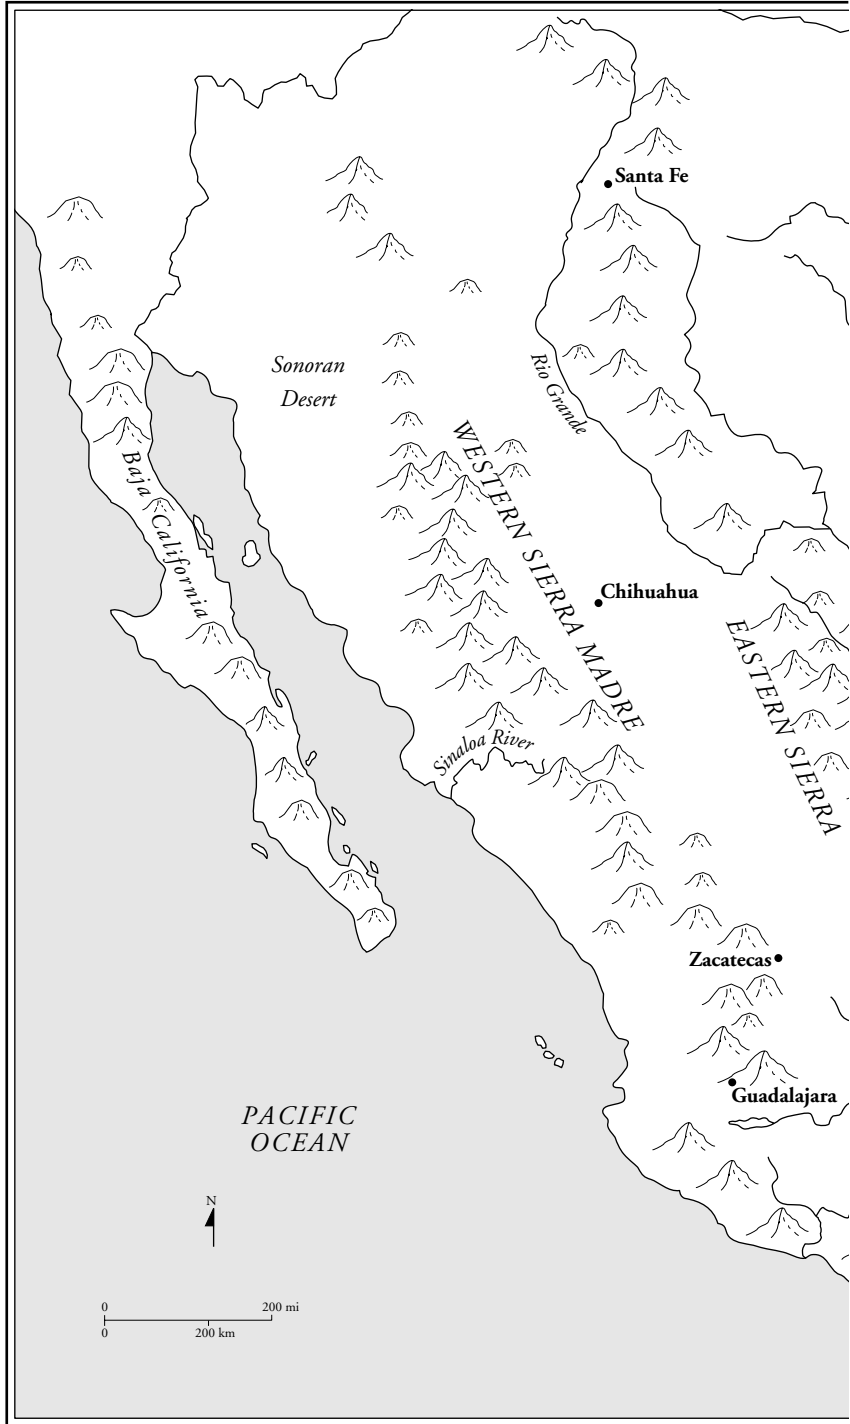 Santa Fe
Sonoran
Desert
Rio Grande
Baja California
WESTERN SIERRA MADRE
Chihuahua
EASTERN SIERRA
Sinaloa River
Zacatecas
Guadalajara
PACIFIC
OCEAN
N
0 200 mi
0 200 km